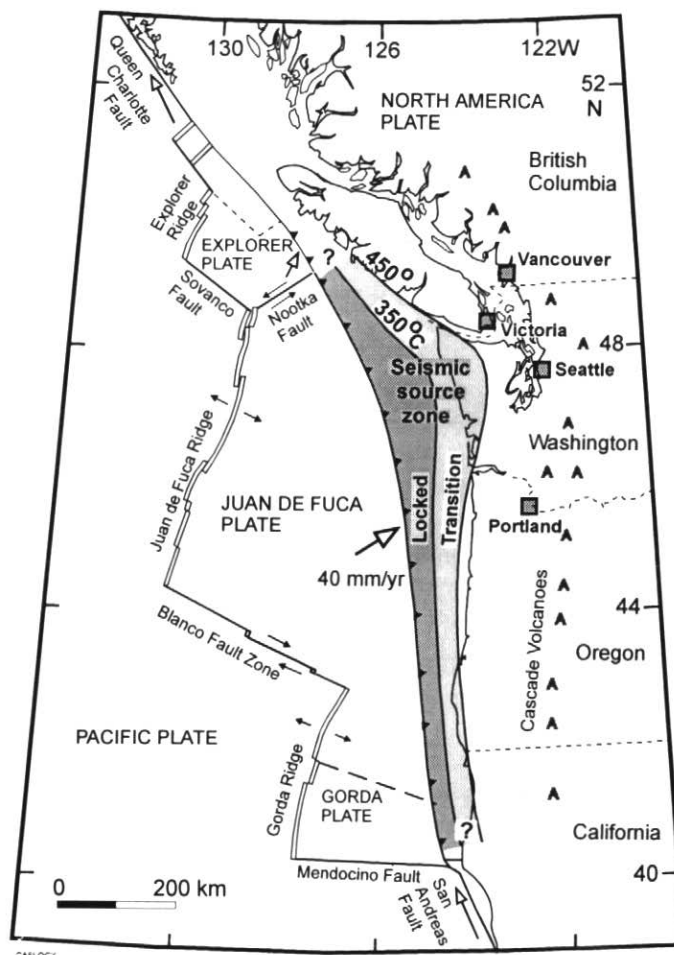 130
126
122W
52
N
Queen
Charlotte
Fault
NORTH AMERICA
PLATE
British
Columbia
Explorer
Ridge
EXPLORER
PLATE
?
450°
Vancouver
Sovanco
Fault
Nootka
Fault
350°C
Victoria
48
Seismic
source
zone
Seattle
Washington
Juan de Fuca Ridge
JUAN DE FUCA
PLATE
Locked
Transition
Portland
40 mm/yr
44
Blanco Fault Zone
Cascade Volcanoes
Oregon
PACIFIC PLATE
Gorda Ridge
GORDA
PLATE
?
California
Mendocino Fault
40
0 200 km
San
Andreas
Fault